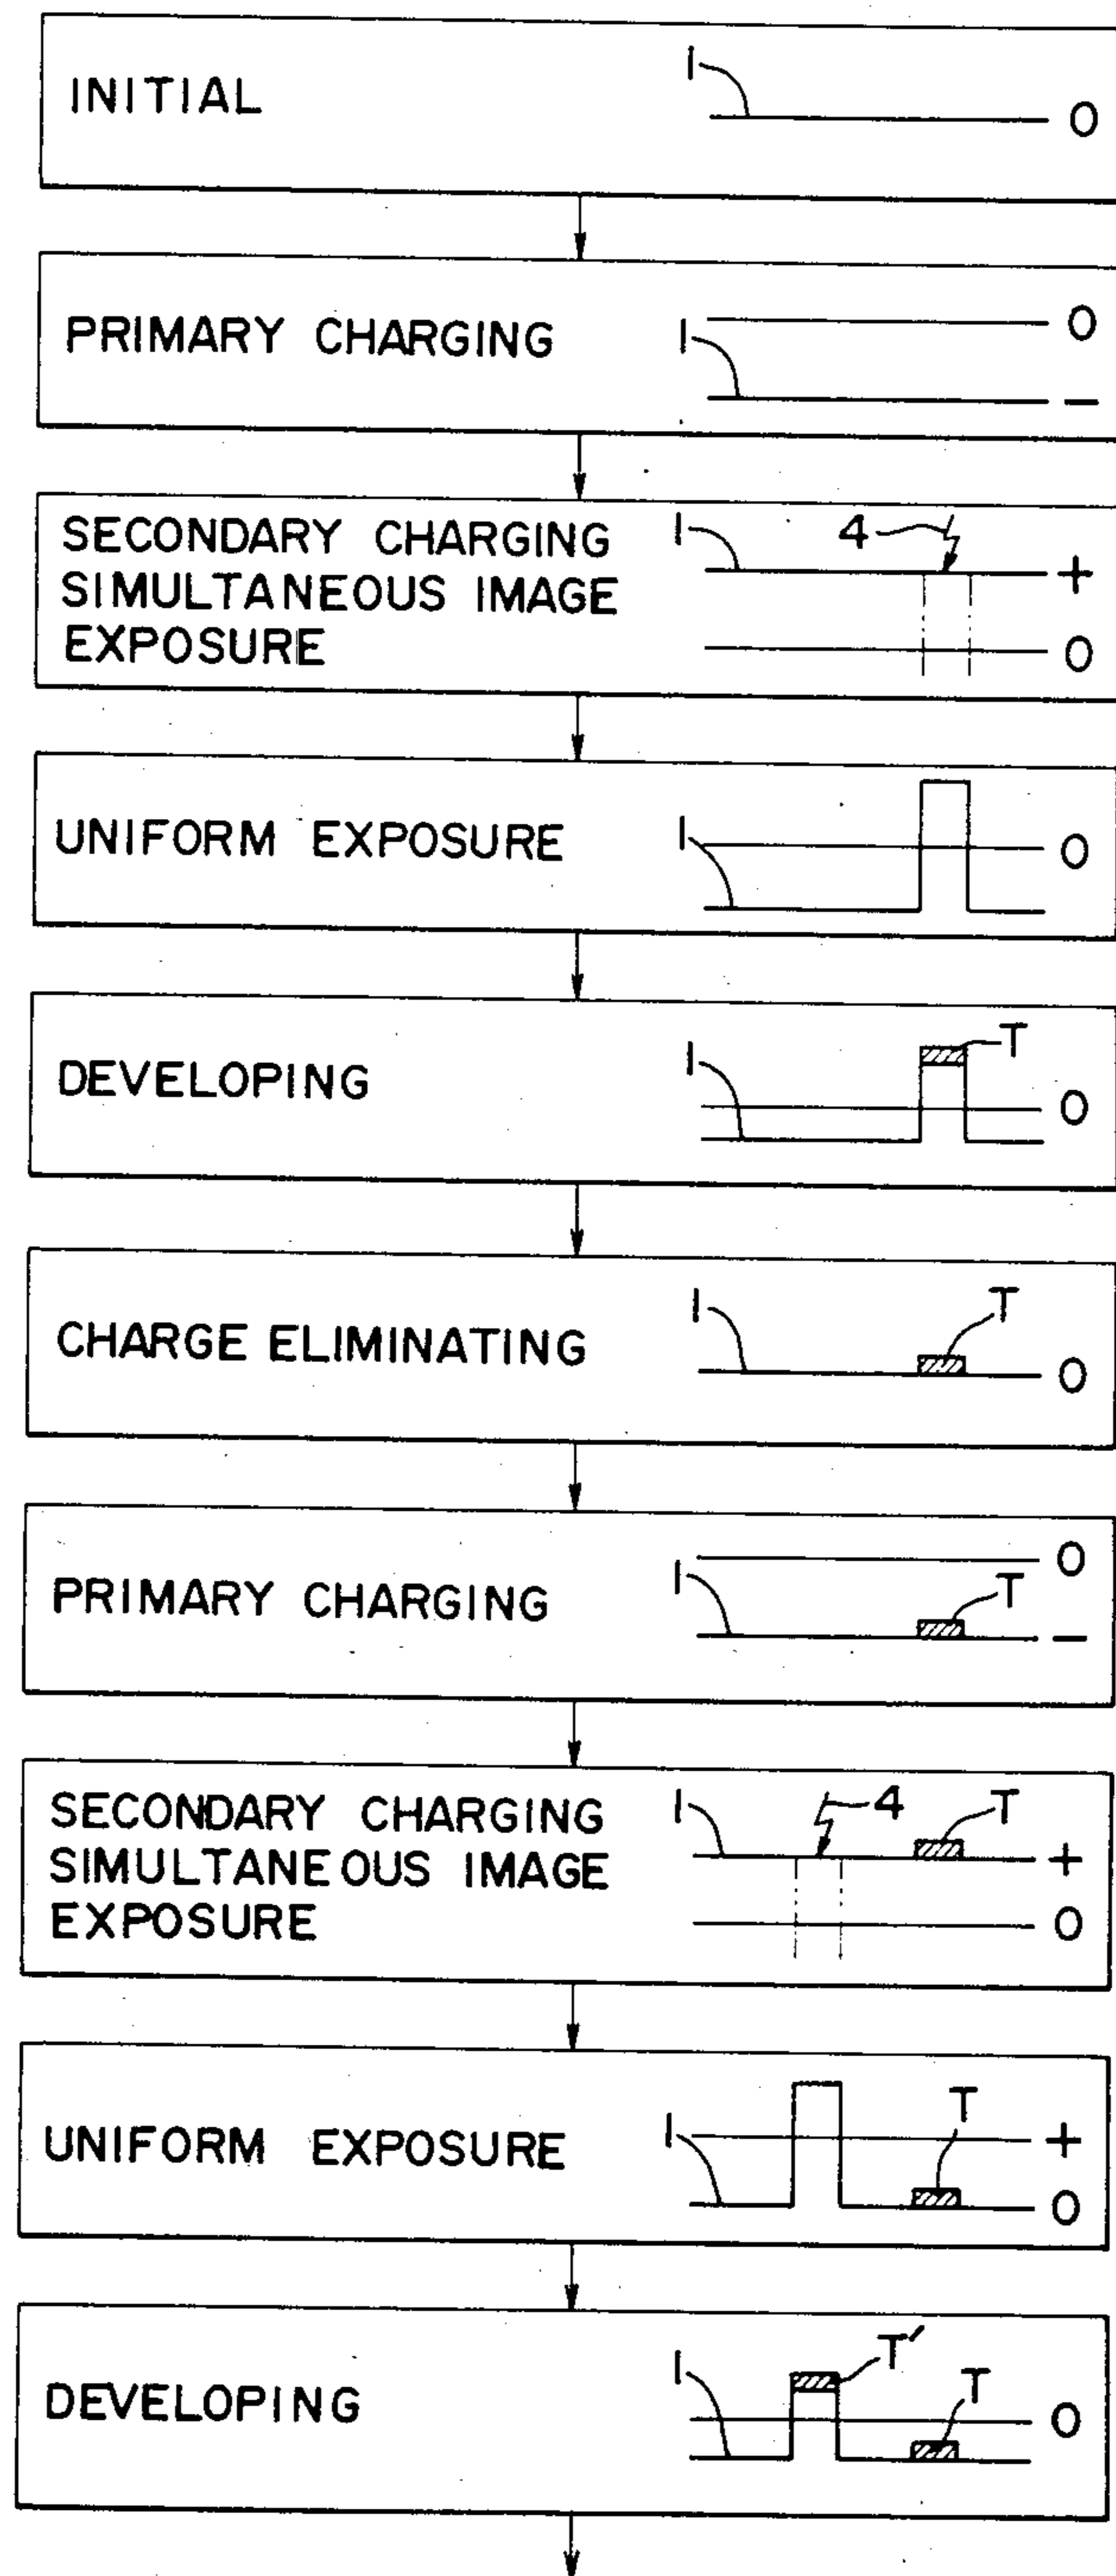 INITIAL
1
0
PRIMARY CHARGING
1
0
−
SECONDARY CHARGING
SIMULTANEOUS IMAGE
EXPOSURE
1
4
+
0
UNIFORM EXPOSURE
1
0
DEVELOPING
1
T
0
CHARGE ELIMINATING
1
T
0
PRIMARY CHARGING
1
0
T
−
SECONDARY CHARGING
SIMULTANEOUS IMAGE
EXPOSURE
1
4
T
+
0
UNIFORM EXPOSURE
1
T
+
0
DEVELOPING
1
T′
T
0